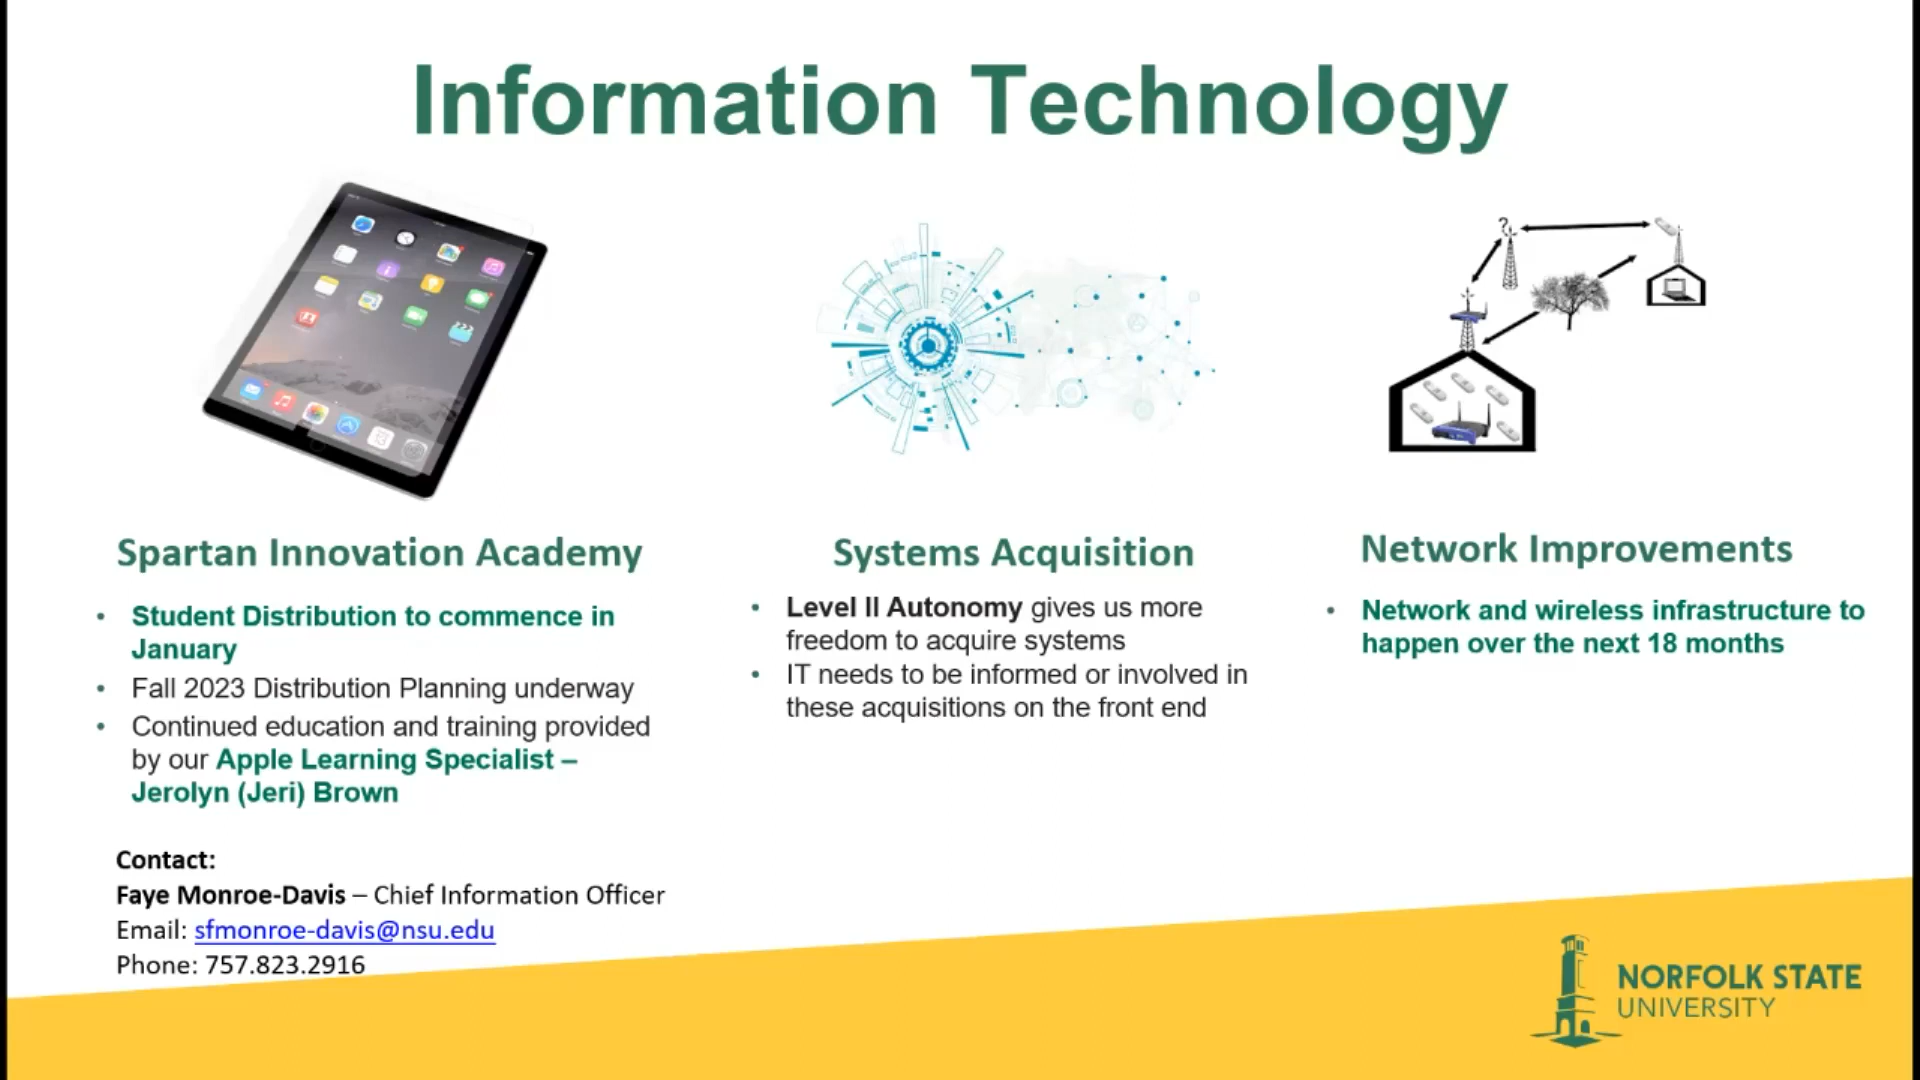 Information Technology
?
Spartan Innovation Academy
• Student Distribution to commence in
January
• Fall 2023 Distribution Planning underway
• Continued education and training provided
by our Apple Learning Specialist –
Jerolyn (Jeri) Brown
Contact:
Faye Monroe-Davis – Chief Information Officer
Email: sfmonroe-davis@nsu.edu
Phone: 757.823.2916
Systems Acquisition
• Level II Autonomy gives us more
freedom to acquire systems
• IT needs to be informed or involved in
these acquisitions on the front end
Network Improvements
• Network and wireless infrastructure to
happen over the next 18 months
NORFOLK STATE
UNIVERSITY